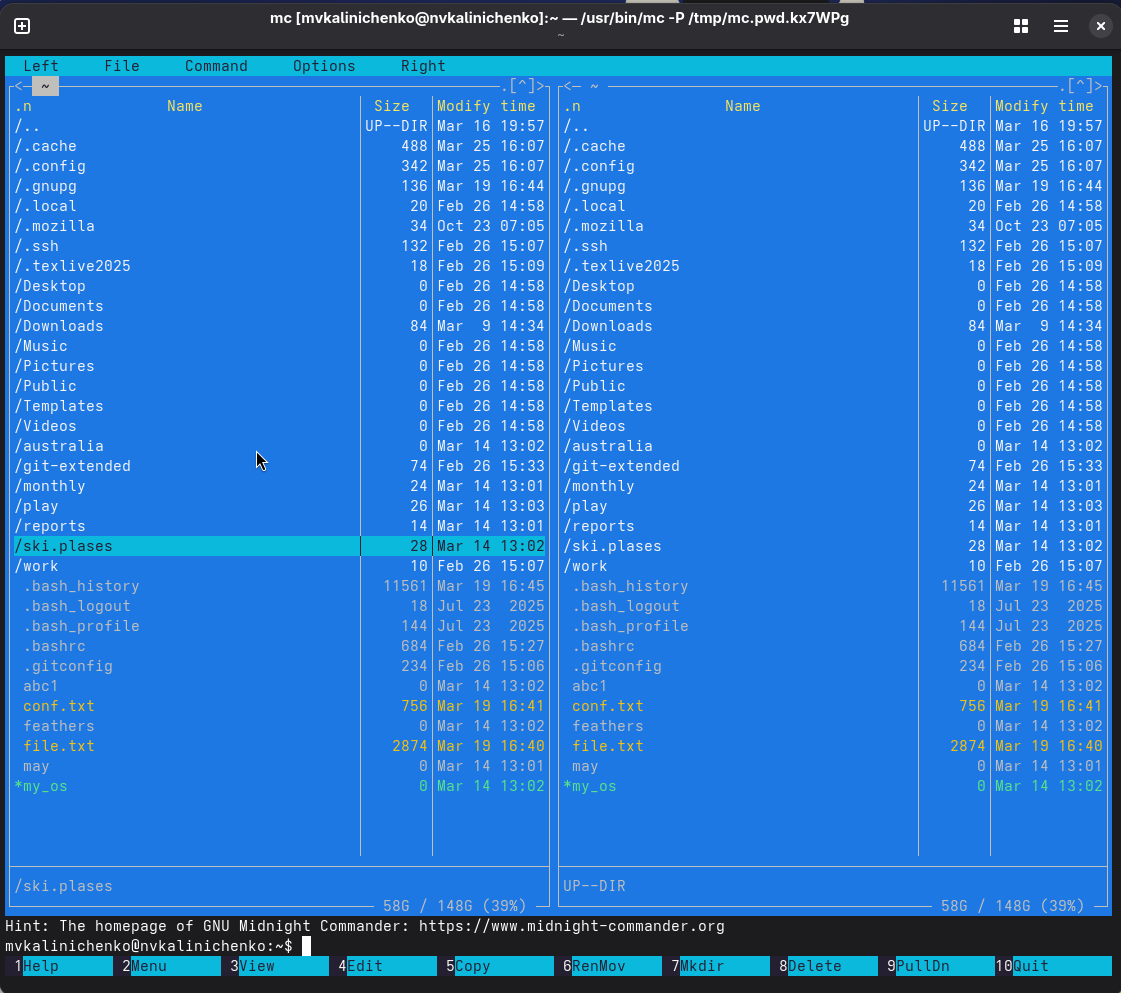 mc [mvkalinichenko@nvkalinichenko]:~ — /usr/bin/mc -P /tmp/mc.pwd.kx7WPg
~
Left File Command Options Right
<─ ~ ─.[^]>
.n Name Size Modify time
/.. UP--DIR Mar 16 19:57
/.cache 488 Mar 25 16:07
/.config 342 Mar 25 16:07
/.gnupg 136 Mar 19 16:44
/.local 20 Feb 26 14:58
/.mozilla 34 Oct 23 07:05
/.ssh 132 Feb 26 15:07
/.texlive2025 18 Feb 26 15:09
/Desktop 0 Feb 26 14:58
/Documents 0 Feb 26 14:58
/Downloads 84 Mar 9 14:34
/Music 0 Feb 26 14:58
/Pictures 0 Feb 26 14:58
/Public 0 Feb 26 14:58
/Templates 0 Feb 26 14:58
/Videos 0 Feb 26 14:58
/australia 0 Mar 14 13:02
/git-extended 74 Feb 26 15:33
/monthly 24 Mar 14 13:01
/play 26 Mar 14 13:03
/reports 14 Mar 14 13:01
/ski.plases 28 Mar 14 13:02
/work 10 Feb 26 15:07
.bash_history 11561 Mar 19 16:45
.bash_logout 18 Jul 23 2025
.bash_profile 144 Jul 23 2025
.bashrc 684 Feb 26 15:27
.gitconfig 234 Feb 26 15:06
abc1 0 Mar 14 13:02
conf.txt 756 Mar 19 16:41
feathers 0 Mar 14 13:02
file.txt 2874 Mar 19 16:40
may 0 Mar 14 13:01
*my_os 0 Mar 14 13:02
/ski.plases
58G / 148G (39%)
<─ ~ ─.[^]>
.n Name Size Modify time
/.. UP--DIR Mar 16 19:57
/.cache 488 Mar 25 16:07
/.config 342 Mar 25 16:07
/.gnupg 136 Mar 19 16:44
/.local 20 Feb 26 14:58
/.mozilla 34 Oct 23 07:05
/.ssh 132 Feb 26 15:07
/.texlive2025 18 Feb 26 15:09
/Desktop 0 Feb 26 14:58
/Documents 0 Feb 26 14:58
/Downloads 84 Mar 9 14:34
/Music 0 Feb 26 14:58
/Pictures 0 Feb 26 14:58
/Public 0 Feb 26 14:58
/Templates 0 Feb 26 14:58
/Videos 0 Feb 26 14:58
/australia 0 Mar 14 13:02
/git-extended 74 Feb 26 15:33
/monthly 24 Mar 14 13:01
/play 26 Mar 14 13:03
/reports 14 Mar 14 13:01
/ski.plases 28 Mar 14 13:02
/work 10 Feb 26 15:07
.bash_history 11561 Mar 19 16:45
.bash_logout 18 Jul 23 2025
.bash_profile 144 Jul 23 2025
.bashrc 684 Feb 26 15:27
.gitconfig 234 Feb 26 15:06
abc1 0 Mar 14 13:02
conf.txt 756 Mar 19 16:41
feathers 0 Mar 14 13:02
file.txt 2874 Mar 19 16:40
may 0 Mar 14 13:01
*my_os 0 Mar 14 13:02
UP--DIR
58G / 148G (39%)
Hint: The homepage of GNU Midnight Commander: https://www.midnight-commander.org
mvkalinichenko@nvkalinichenko:~$
1Help 2Menu 3View 4Edit 5Copy 6RenMov 7Mkdir 8Delete 9PullDn 10Quit